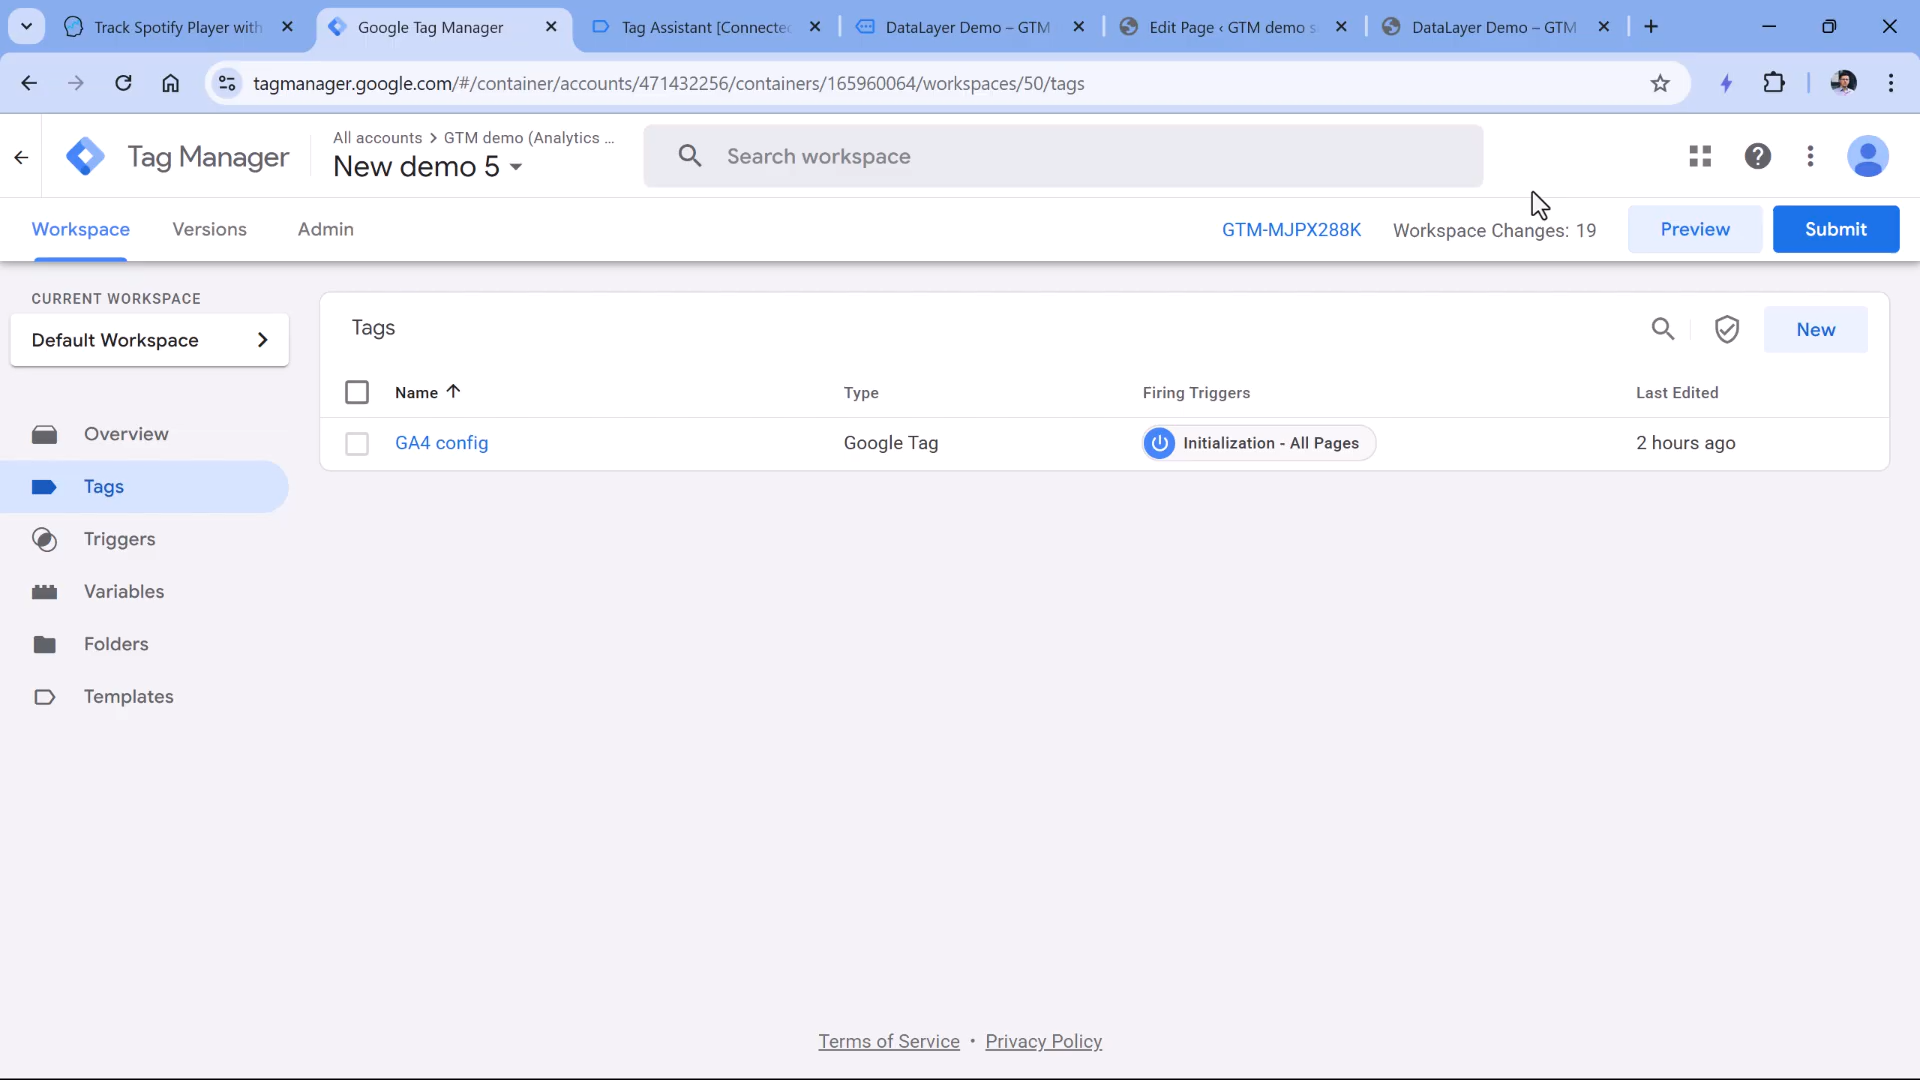 Track Spotify Player with
Google Tag Manager
Tag Assistant [Connected
DataLayer Demo – GTM
Edit Page ‹ GTM demo s
DataLayer Demo – GTM
tagmanager.google.com/#/container/accounts/471432256/containers/165960064/workspaces/50/tags
Tag Manager
All accounts > GTM demo (Analytics ...
New demo 5
Search workspace
Workspace
Versions
Admin
GTM-MJPX288K
Workspace Changes: 19
Preview
Submit
CURRENT WORKSPACE
Default Workspace
Overview
Tags
Triggers
Variables
Folders
Templates
Tags
New
Name
Type
Firing Triggers
Last Edited
GA4 config
Google Tag
Initialization - All Pages
2 hours ago
Terms of Service • Privacy Policy